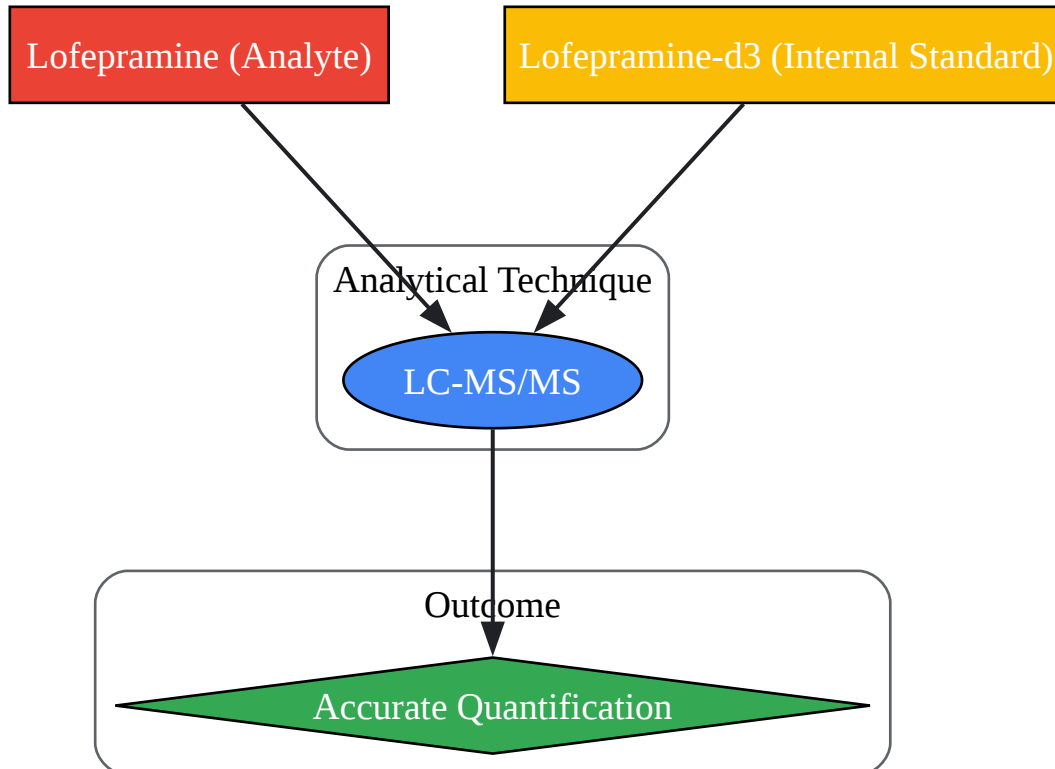 Lofepramine (Analyte)
Lofepramine-d3 (Internal Standard)
Analytical Technique
LC-MS/MS
Outcome
Accurate Quantification